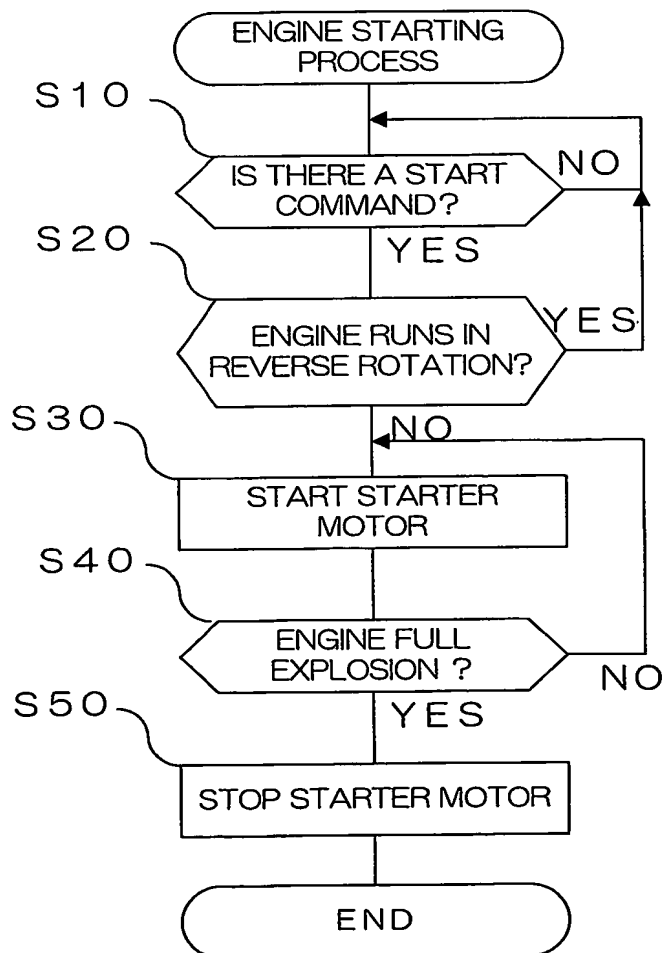 ENGINE STARTING
PROCESS
S10
IS THERE A START
COMMAND?
NO
YES
S20
ENGINE RUNS IN
REVERSE ROTATION?
YES
NO
S30
START STARTER
MOTOR
S40
ENGINE FULL
EXPLOSION ?
NO
YES
S50
STOP STARTER MOTOR
END